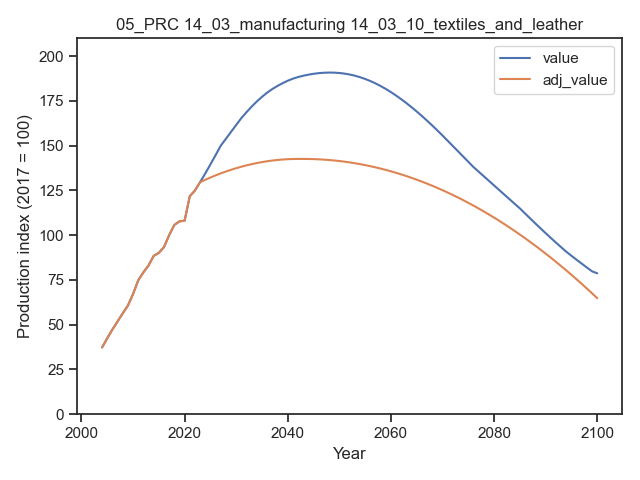 05_PRC 14_03_manufacturing 14_03_10_textiles_and_leather
value
adj_value
Production index (2017 = 100)
200
175
150
125
100
75
50
25
0
2000 2020 2040 2060 2080 2100
Year